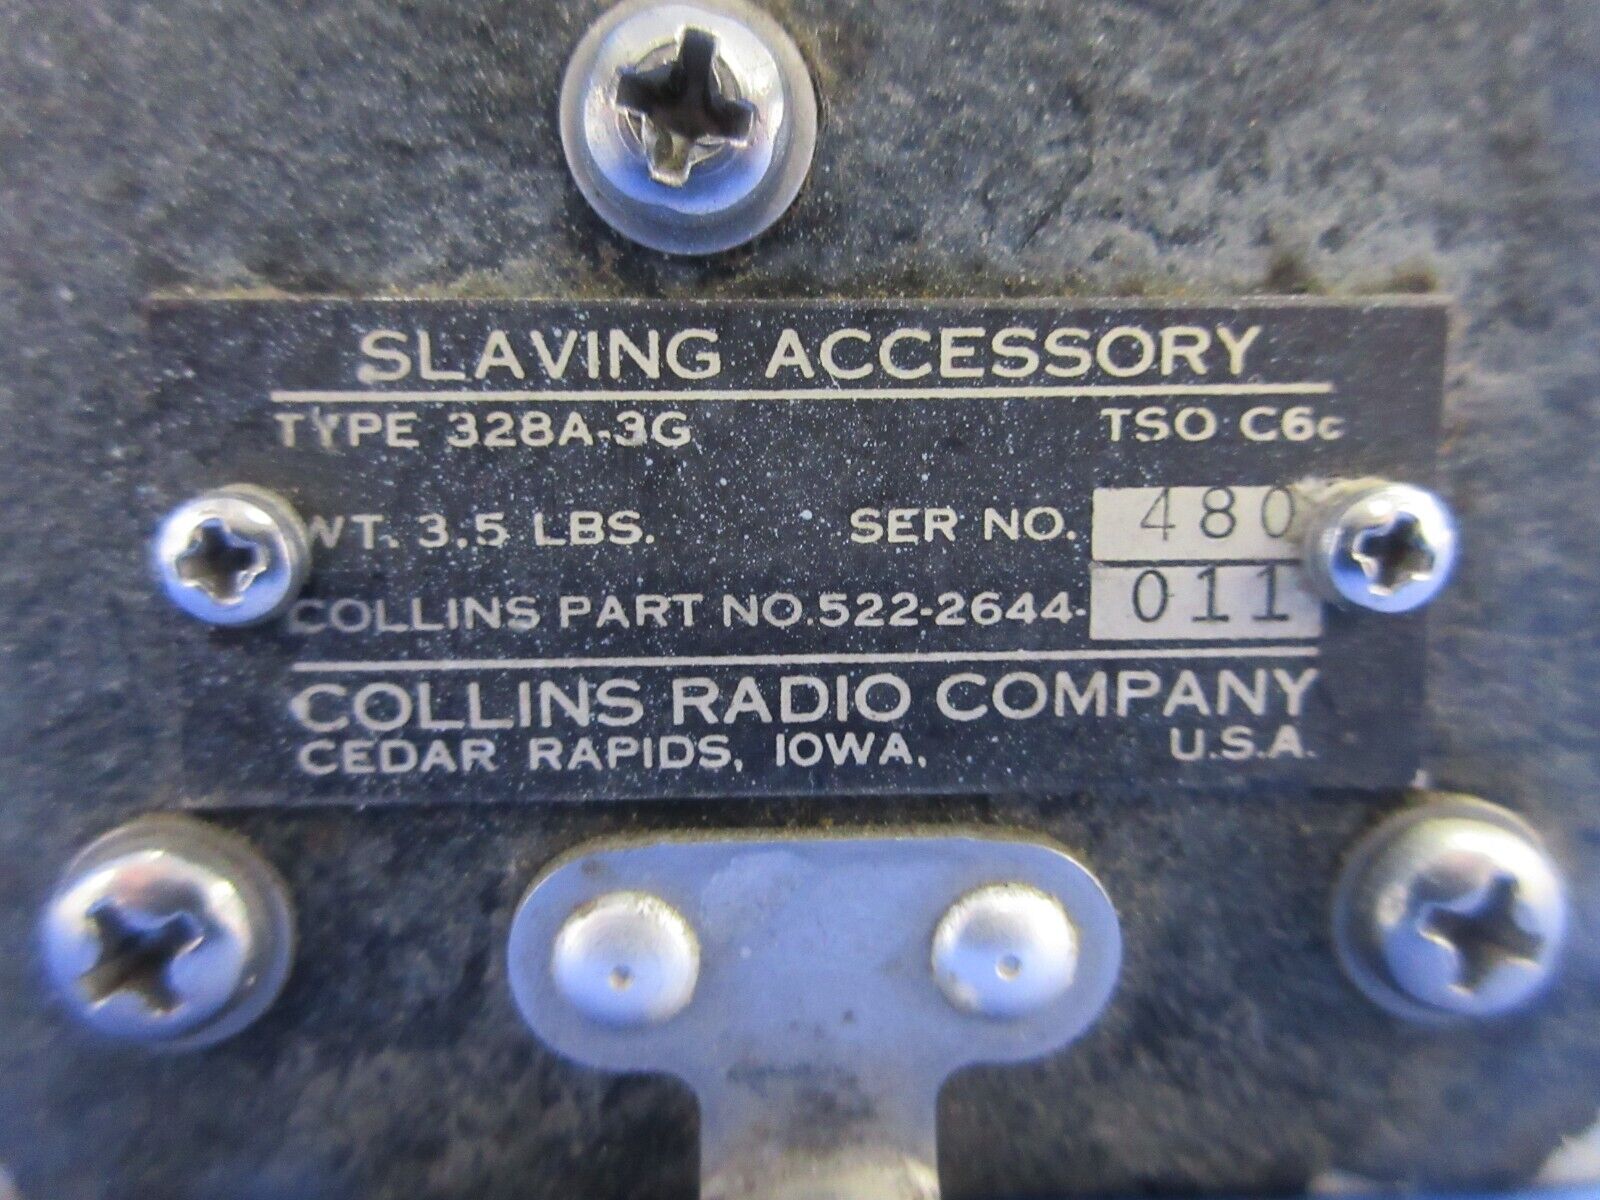 SLAVING ACCESSORY
TYPE 328A-3G TSO C6c
WT. 3.5 LBS. SER NO. 480
COLLINS PART NO. 522-2644-011
COLLINS RADIO COMPANY
CEDAR RAPIDS, IOWA, U.S.A.